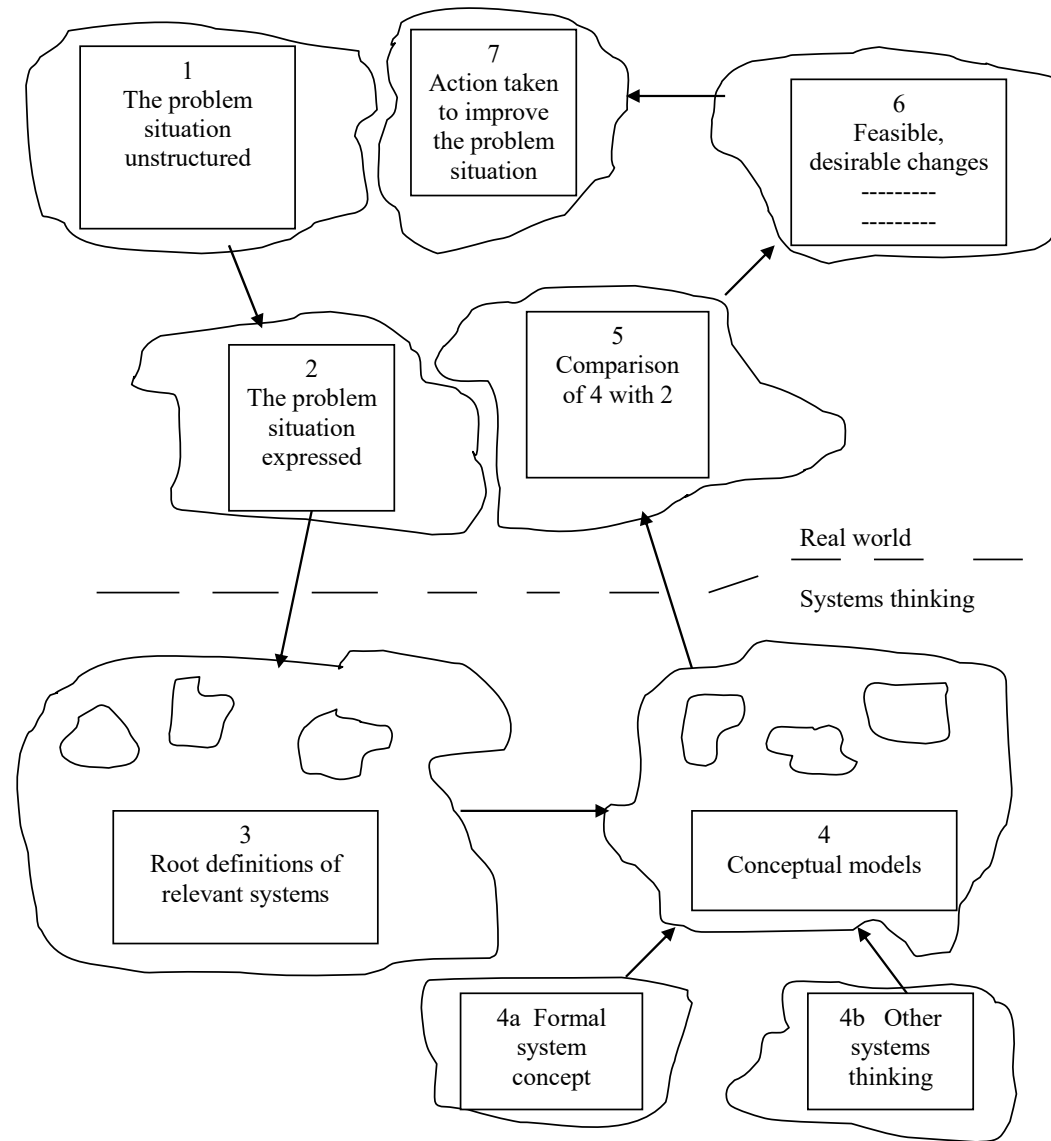 1
The problem
situation
unstructured
7
Action taken
to improve
the problem
situation
6
Feasible,
desirable changes
---------
---------
2
The problem
situation
expressed
5
Comparison
of 4 with 2
Real world
Systems thinking
3
Root definitions of
relevant systems
4
Conceptual models
4a Formal
system
concept
4b Other
systems
thinking